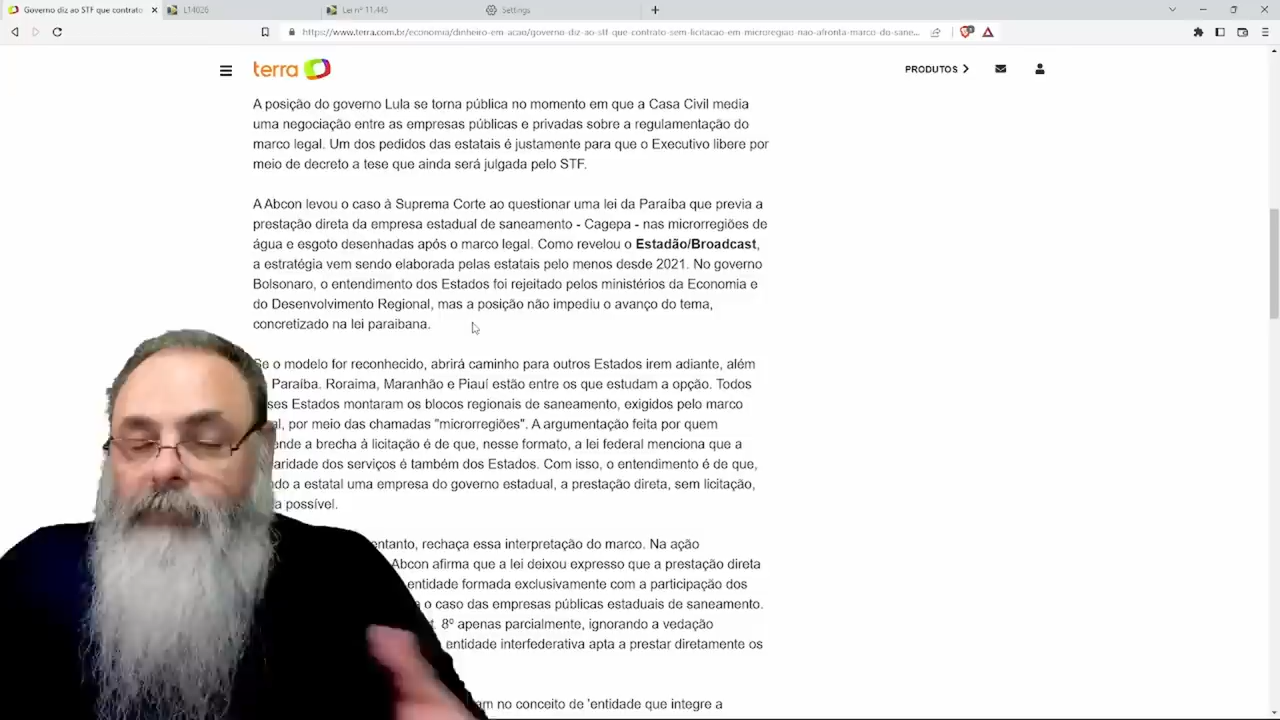 Governo diz ao STF que contrato
L14026
Lei nº 11.445
Settings
https://www.terra.com.br/economia/dinheiro-em-acao/governo-diz-ao-stf-que-contrato-sem-licitacao-em-microregiao-nao-afronta-marco-do-sane...
terra
PRODUTOS
A posição do governo Lula se torna pública no momento em que a Casa Civil media
uma negociação entre as empresas públicas e privadas sobre a regulamentação do
marco legal. Um dos pedidos das estatais é justamente para que o Executivo libere por
meio de decreto a tese que ainda será julgada pelo STF.
A Abcon levou o caso à Suprema Corte ao questionar uma lei da Paraíba que previa a
prestação direta da empresa estadual de saneamento - Cagepa - nas microrregiões de
água e esgoto desenhadas após o marco legal. Como revelou o Estadão/Broadcast,
a estratégia vem sendo elaborada pelas estatais pelo menos desde 2021. No governo
Bolsonaro, o entendimento dos Estados foi rejeitado pelos ministérios da Economia e
do Desenvolvimento Regional, mas a posição não impediu o avanço do tema,
concretizado na lei paraibana.
Se o modelo for reconhecido, abrirá caminho para outros Estados irem adiante, além
Paraíba. Roraima, Maranhão e Piauí estão entre os que estudam a opção. Todos
Estados montaram os blocos regionais de saneamento, exigidos pelo marco
por meio das chamadas "microrregiões". A argumentação feita por quem
a brecha à licitação é de que, nesse formato, a lei federal menciona que a
dos serviços é também dos Estados. Com isso, o entendimento é de que,
a estatal uma empresa do governo estadual, a prestação direta, sem licitação,
possível.
entanto, rechaça essa interpretação do marco. Na ação
Abcon afirma que a lei deixou expresso que a prestação direta
entidade formada exclusivamente com a participação dos
o caso das empresas públicas estaduais de saneamento.
8º apenas parcialmente, ignorando a vedação
entidade interfederativa apta a prestar diretamente os
no conceito de 'entidade que integre a